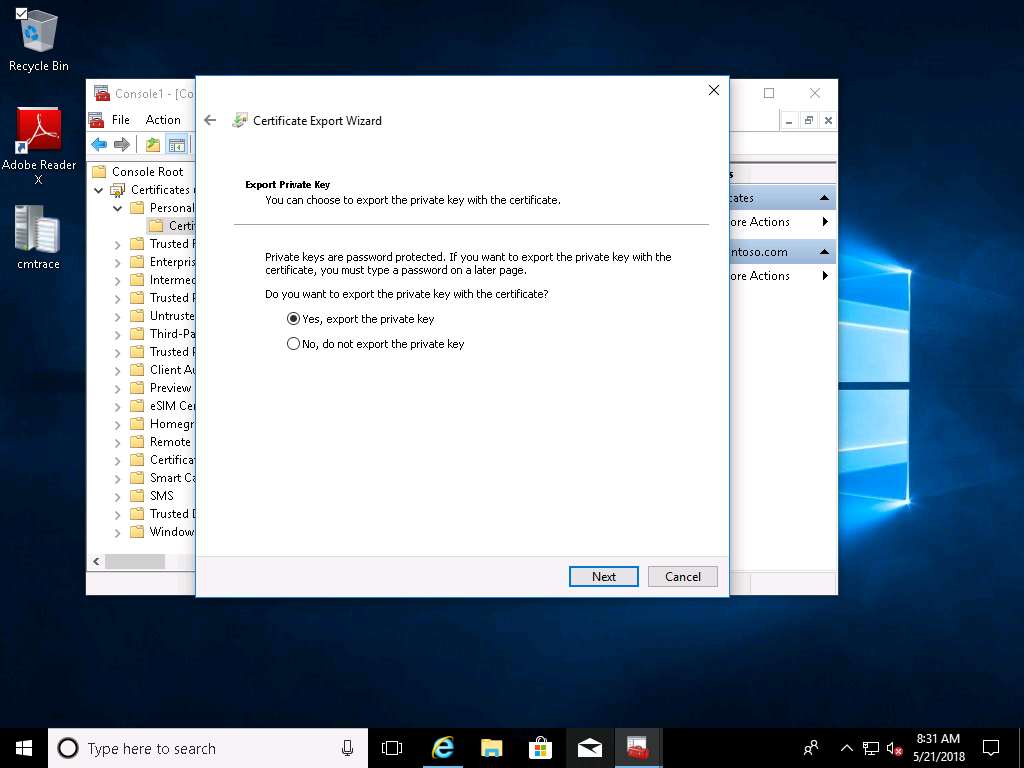 Recycle Bin
Adobe Reader
X
cmtrace
Console1 - [Co
File Action
Console Root
Certificates
Personal
Certi
Trusted
Enterpris
Intermed
Trusted
Untruste
Third-Pa
Trusted
Client Au
Preview
eSIM Cer
Homegr
Remote
Certifica
Smart Ca
SMS
Trusted
Window
Certificate Export Wizard
Export Private Key
You can choose to export the private key with the certificate.
Private keys are password protected. If you want to export the private key with the
certificate, you must type a password on a later page.
Do you want to export the private key with the certificate?
Yes, export the private key
No, do not export the private key
Next Cancel
s
cates
ore Actions
ntoso.com
ore Actions
Type here to search
8:31 AM
5/21/2018